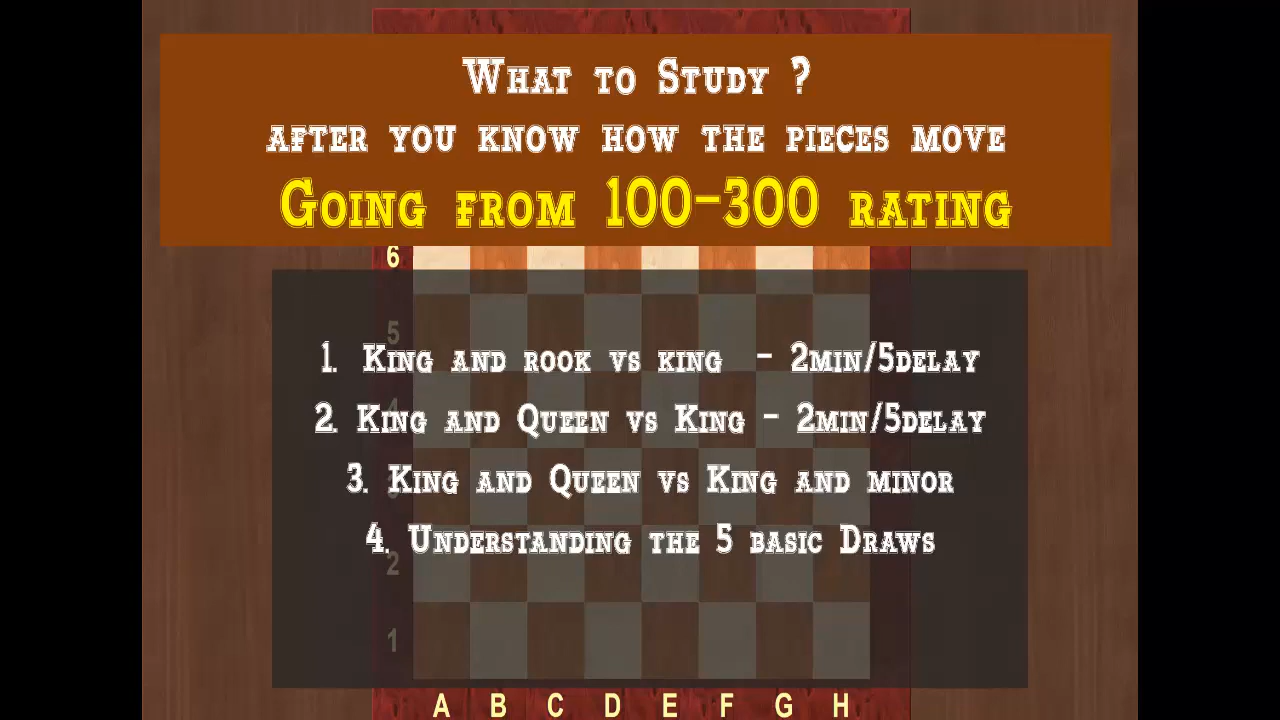 What to Study ?
after you know how the pieces move
Going from 100-300 rating
6
5
1. King and rook vs king - 2min/5delay
4
2. King and Queen vs King - 2min/5delay
3
3. King and Queen vs King and minor
4. Understanding the 5 basic Draws
2
1
A B C D E F G H